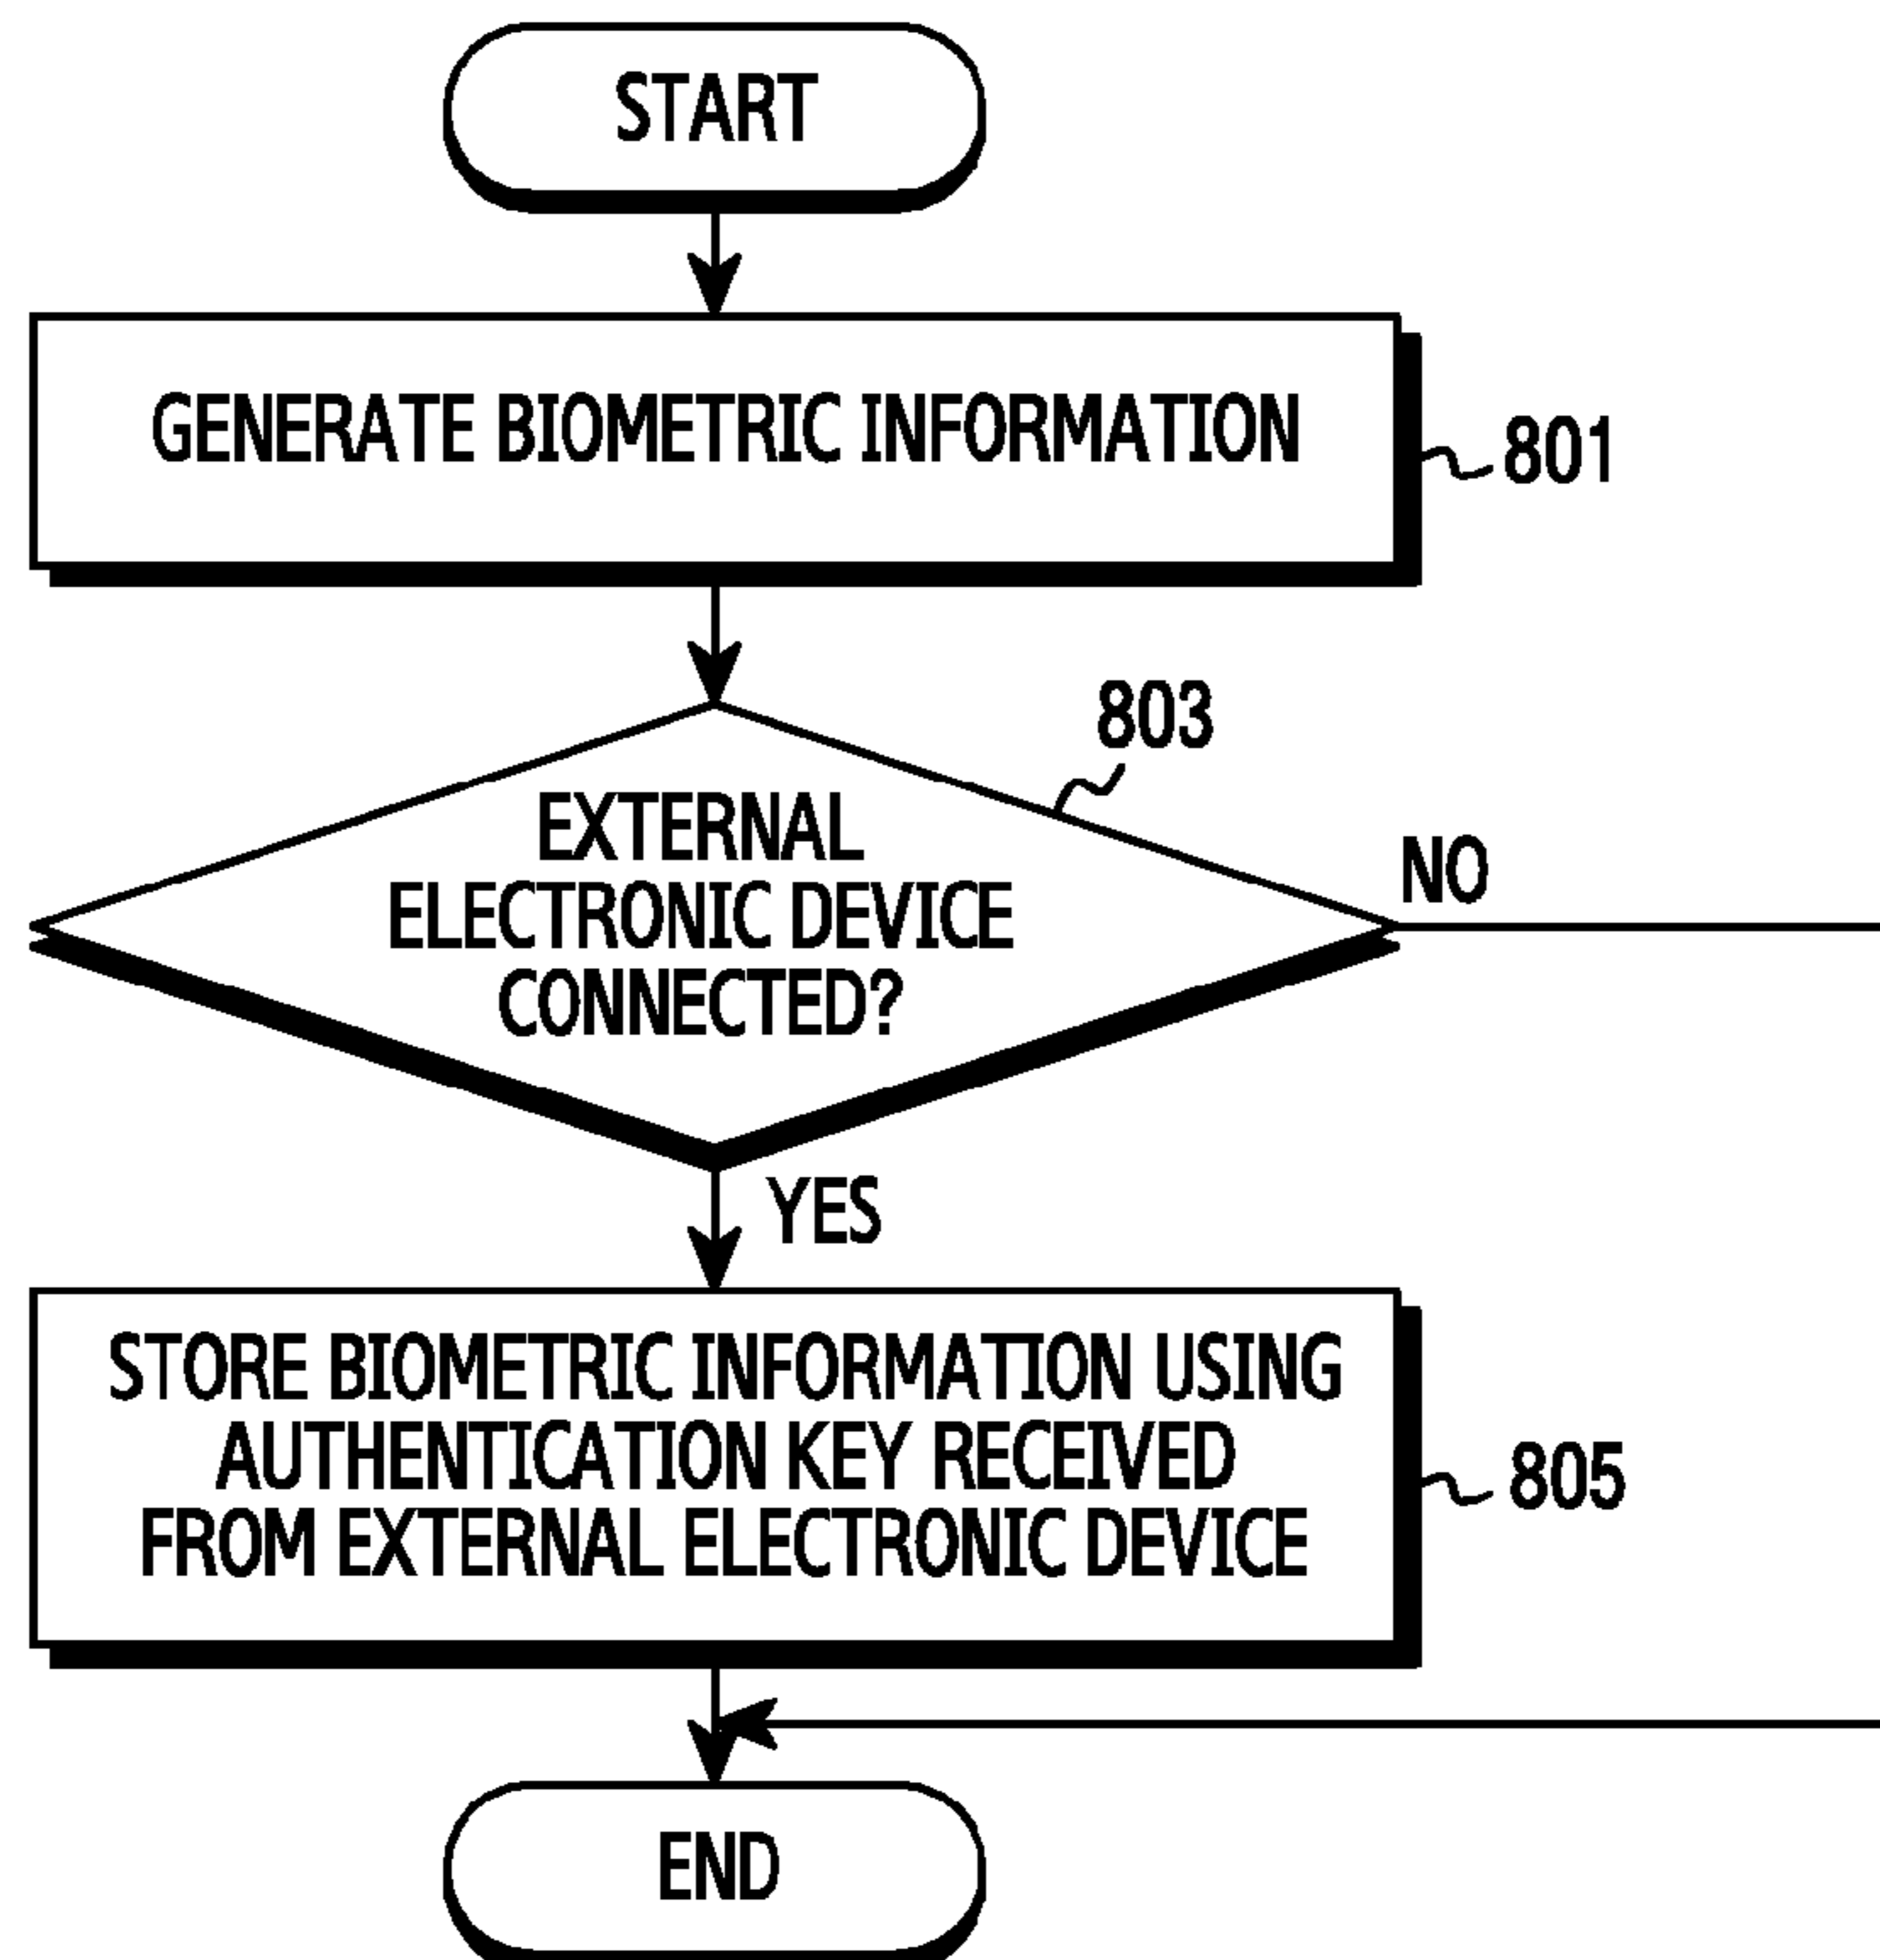 START
GENERATE BIOMETRIC INFORMATION
801
803
EXTERNAL
ELECTRONIC DEVICE
CONNECTED?
NO
YES
STORE BIOMETRIC INFORMATION USING
AUTHENTICATION KEY RECEIVED
FROM EXTERNAL ELECTRONIC DEVICE
805
END